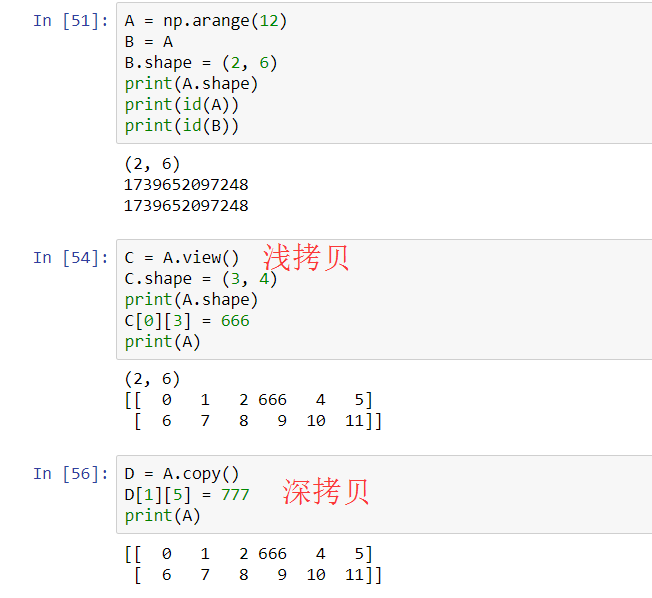 In [51]: A = np.arange(12)
B = A
B.shape = (2, 6)
print(A.shape)
print(id(A))
print(id(B))
(2, 6)
1739652097248
1739652097248
In [54]: C = A.view() 浅拷贝
C.shape = (3, 4)
print(A.shape)
C[0][3] = 666
print(A)
(2, 6)
[[  0   1   2 666   4   5]
 [  6   7   8   9  10  11]]
In [56]: D = A.copy()
D[1][5] = 777 深拷贝
print(A)
[[  0   1   2 666   4   5]
 [  6   7   8   9  10  11]]